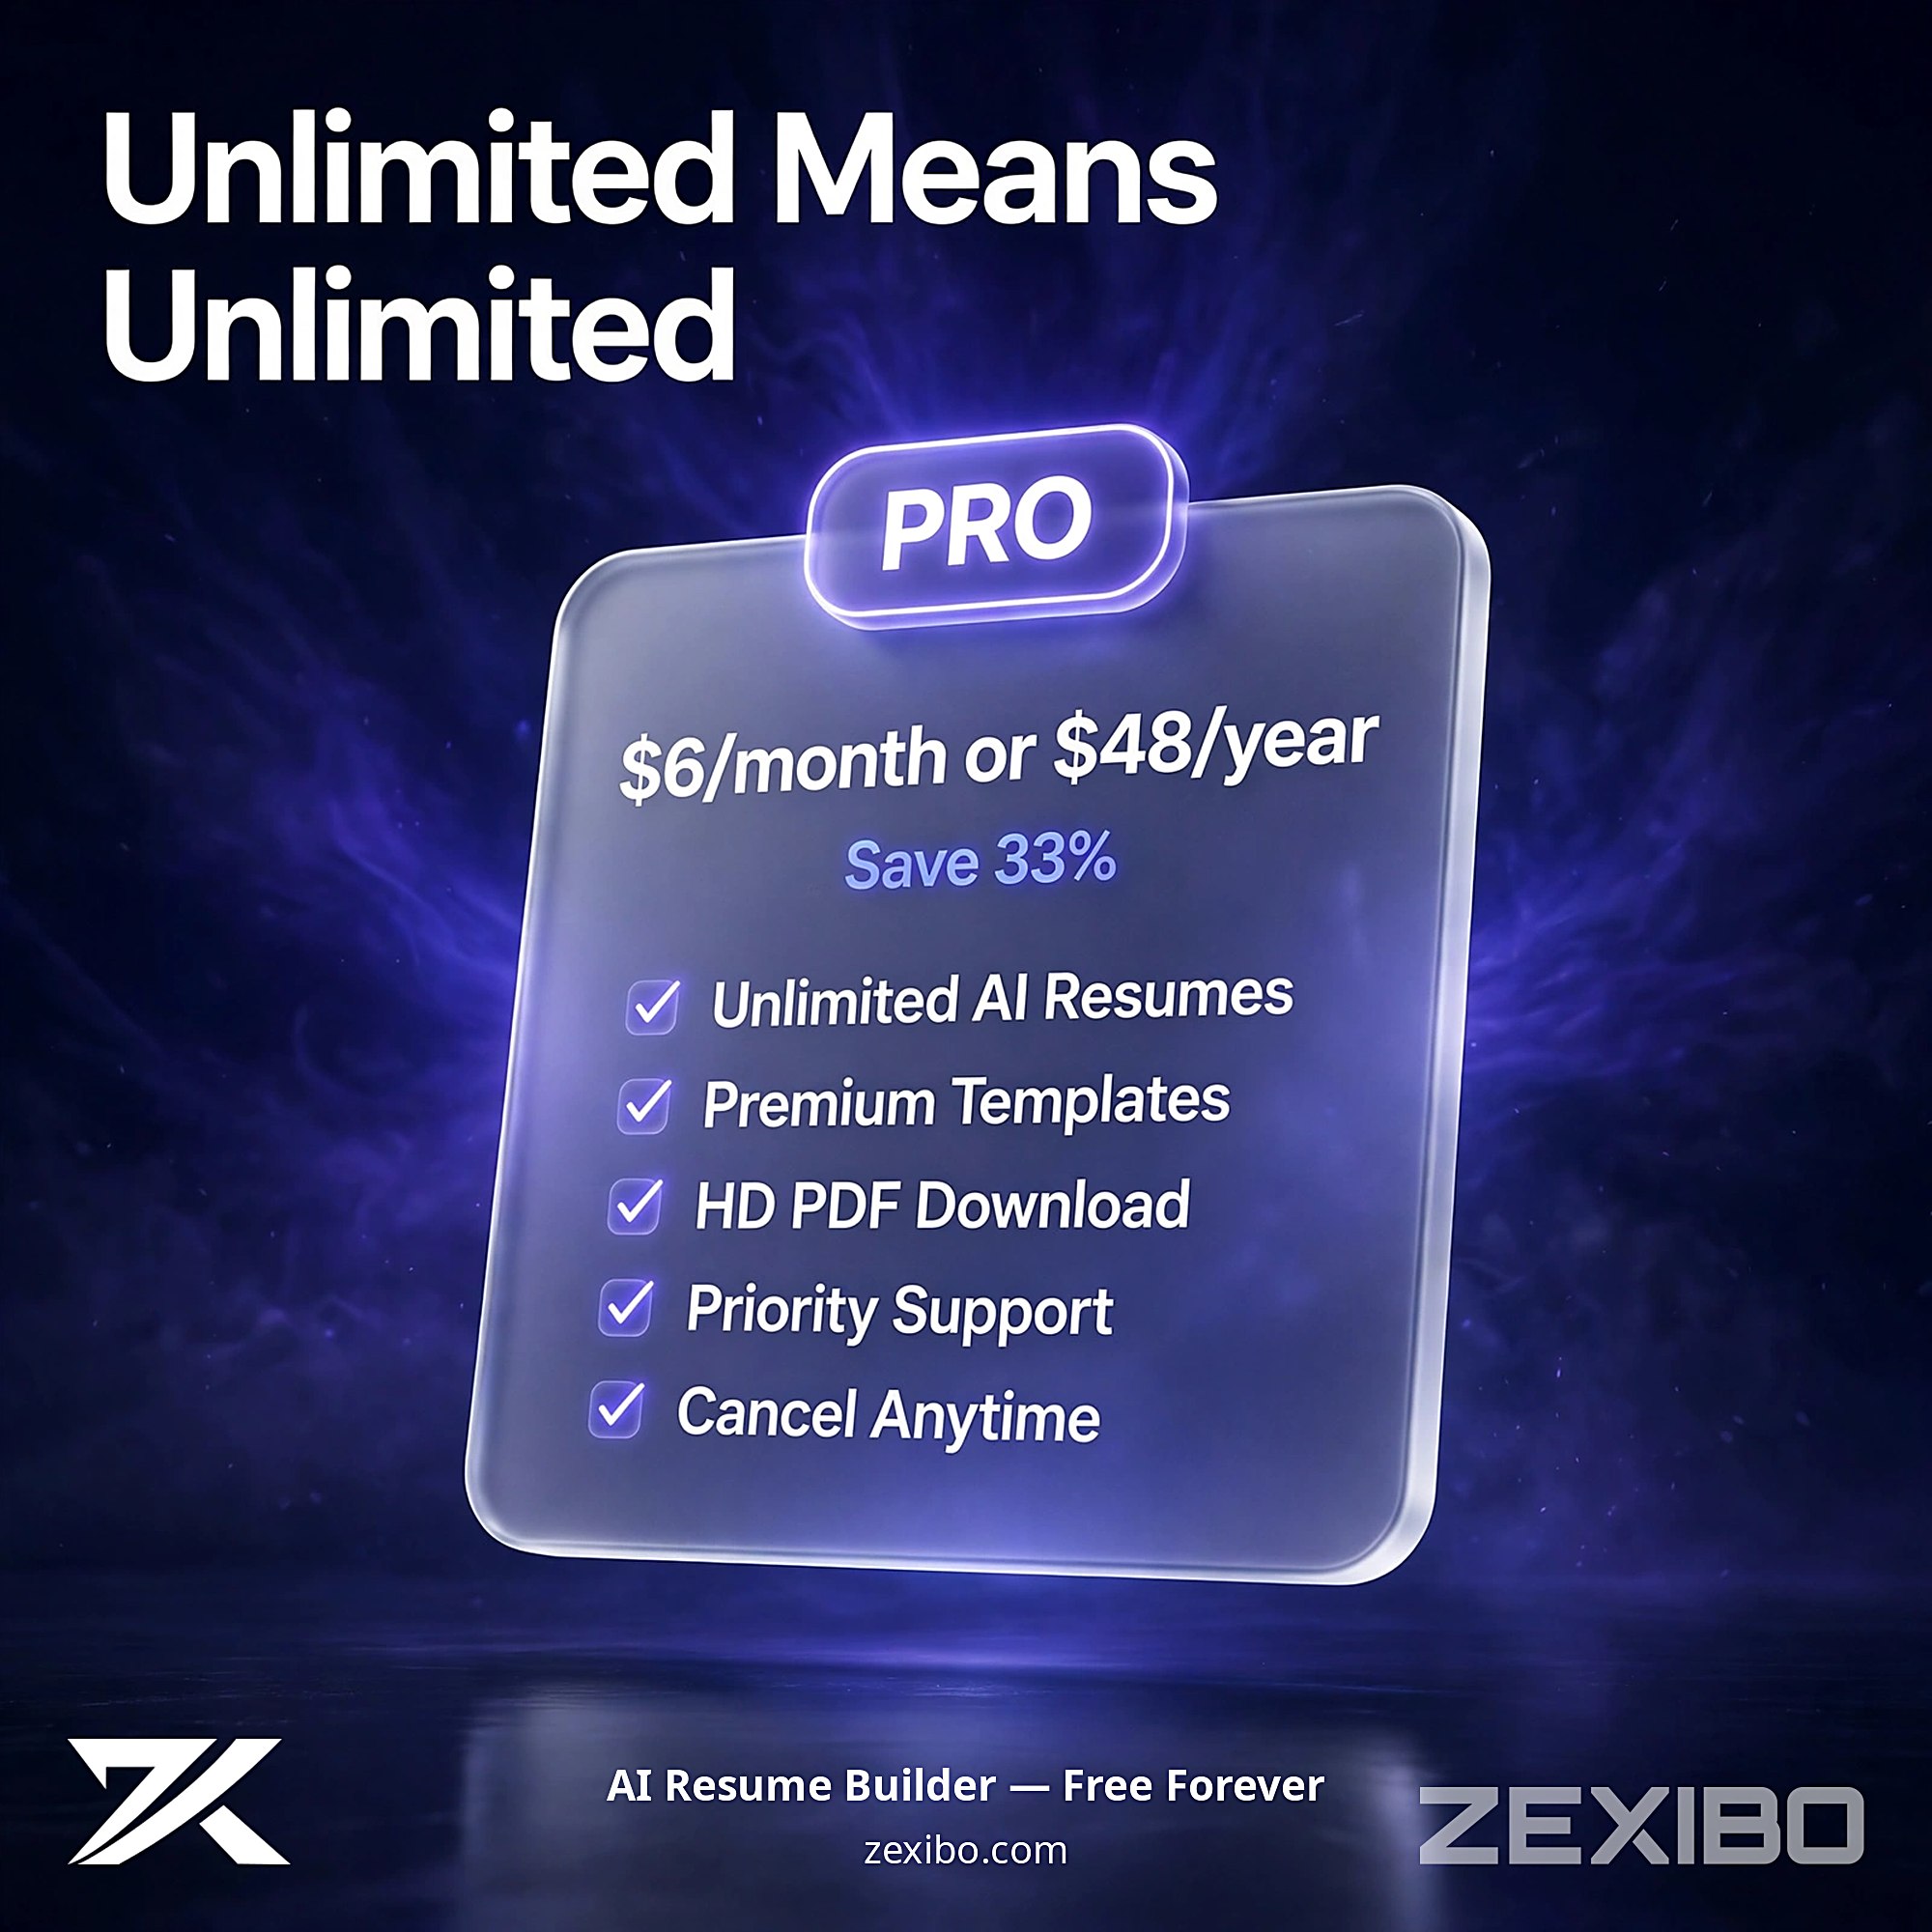 Unlimited Means
Unlimited
PRO
$6/month or $48/year
Save 33%
Unlimited AI Resumes
Premium Templates
HD PDF Download
Priority Support
Cancel Anytime
AI Resume Builder — Free Forever
zexibo.com
ZEXIBO